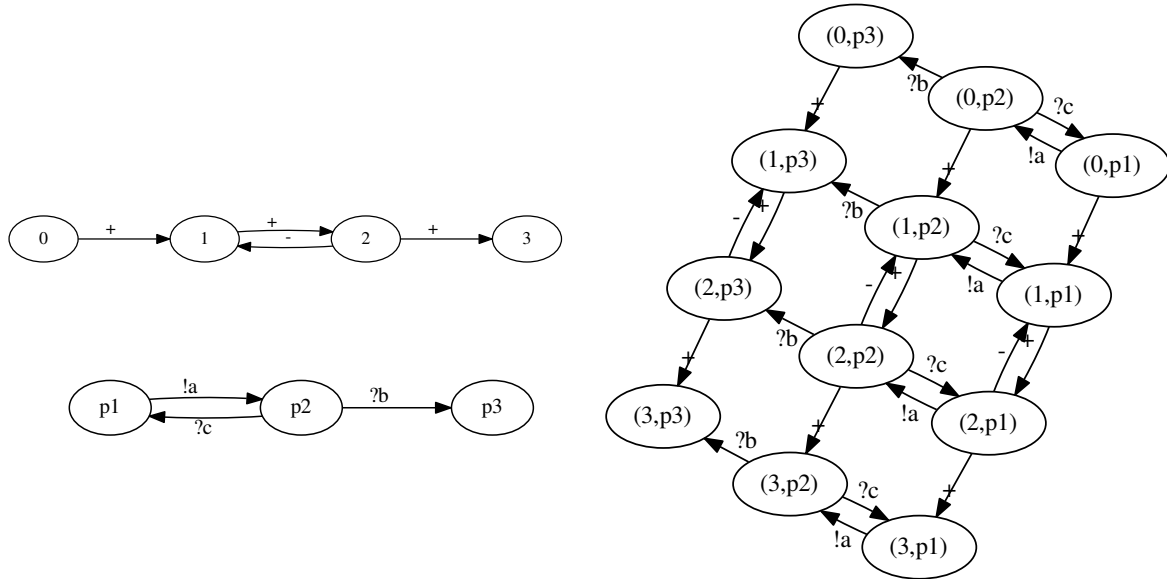 0 + 1 + - 2 + 3
p1 !a ?c p2 ?b p3
(0,p3)
?b
(0,p2)
?c
+
!a
(0,p1)
(1,p3)
+
?b
(1,p2)
?c
+
- +
!a
(1,p1)
(2,p3)
- +
?b
(2,p2)
?c
- +
+
!a
(2,p1)
(3,p3)
+
?b
(3,p2)
?c
+
!a
(3,p1)